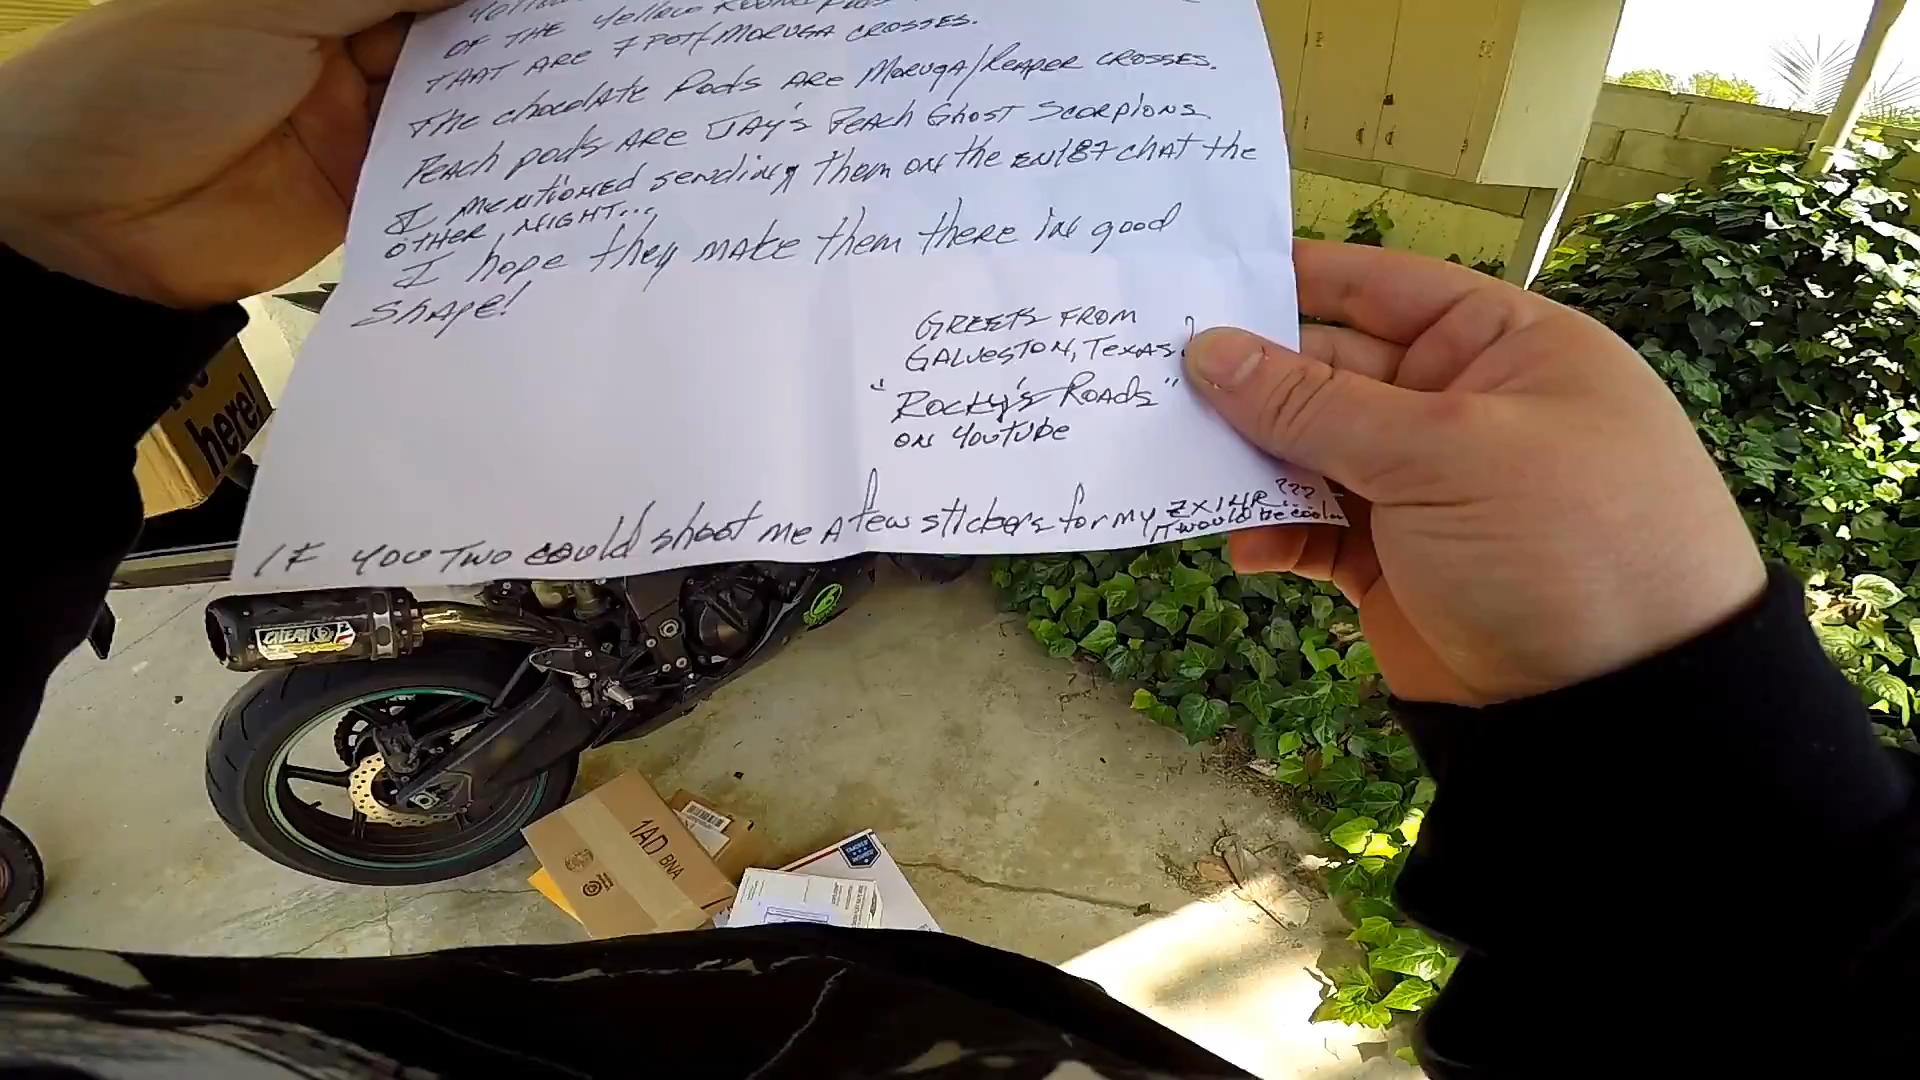 OF THE YELLOW
THAT ARE 7 POT/MORUGA CROSSES.
THE chocolate Pods ARE MORUGA/REAPER CROSSES.
PEACH pods ARE JAY'S PEACH GHOST SCORPIONS.
I MENTIONED sending them ON the EN187 chat the
OTHER NIGHT...
I hope they MAKE them there IN good
SHAPE!
GREETS FROM
GALVESTON, TEXAS!
"ROCKY'S ROADS"
ON YOUTUBE
IF YOU TWO COULD shoot ME A few stickers for my ZX14R???
IT WOULD BE COOL...
here!
1AD BNA